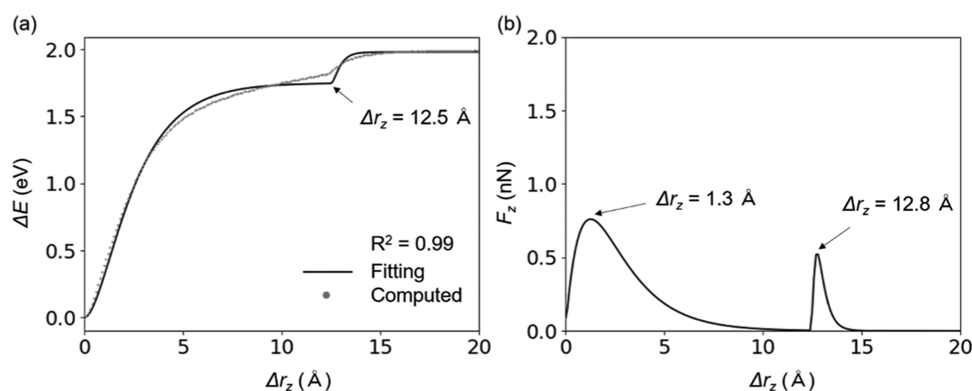 (a)
2.0
1.5
1.0
0.5
0.0
ΔE (eV)
Δr_z = 12.5 Å
R² = 0.99
Fitting
Computed
0 5 10 15 20
Δr_z (Å)
(b)
2.0
1.5
1.0
0.5
0.0
F_z (nN)
Δr_z = 1.3 Å
Δr_z = 12.8 Å
0 5 10 15 20
Δr_z (Å)